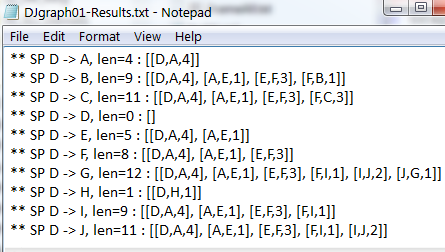 DJgraph01-Results.txt - Notepad
File Edit Format View Help
** SP D -> A, len=4 : [[D,A,4]]
** SP D -> B, len=9 : [[D,A,4], [A,E,1], [E,F,3], [F,B,1]]
** SP D -> C, len=11 : [[D,A,4], [A,E,1], [E,F,3], [F,C,3]]
** SP D -> D, len=0 : []
** SP D -> E, len=5 : [[D,A,4], [A,E,1]]
** SP D -> F, len=8 : [[D,A,4], [A,E,1], [E,F,3]]
** SP D -> G, len=12 : [[D,A,4], [A,E,1], [E,F,3], [F,I,1], [I,J,2], [J,G,1]]
** SP D -> H, len=1 : [[D,H,1]]
** SP D -> I, len=9 : [[D,A,4], [A,E,1], [E,F,3], [F,I,1]]
** SP D -> J, len=11 : [[D,A,4], [A,E,1], [E,F,3], [F,I,1], [I,J,2]]